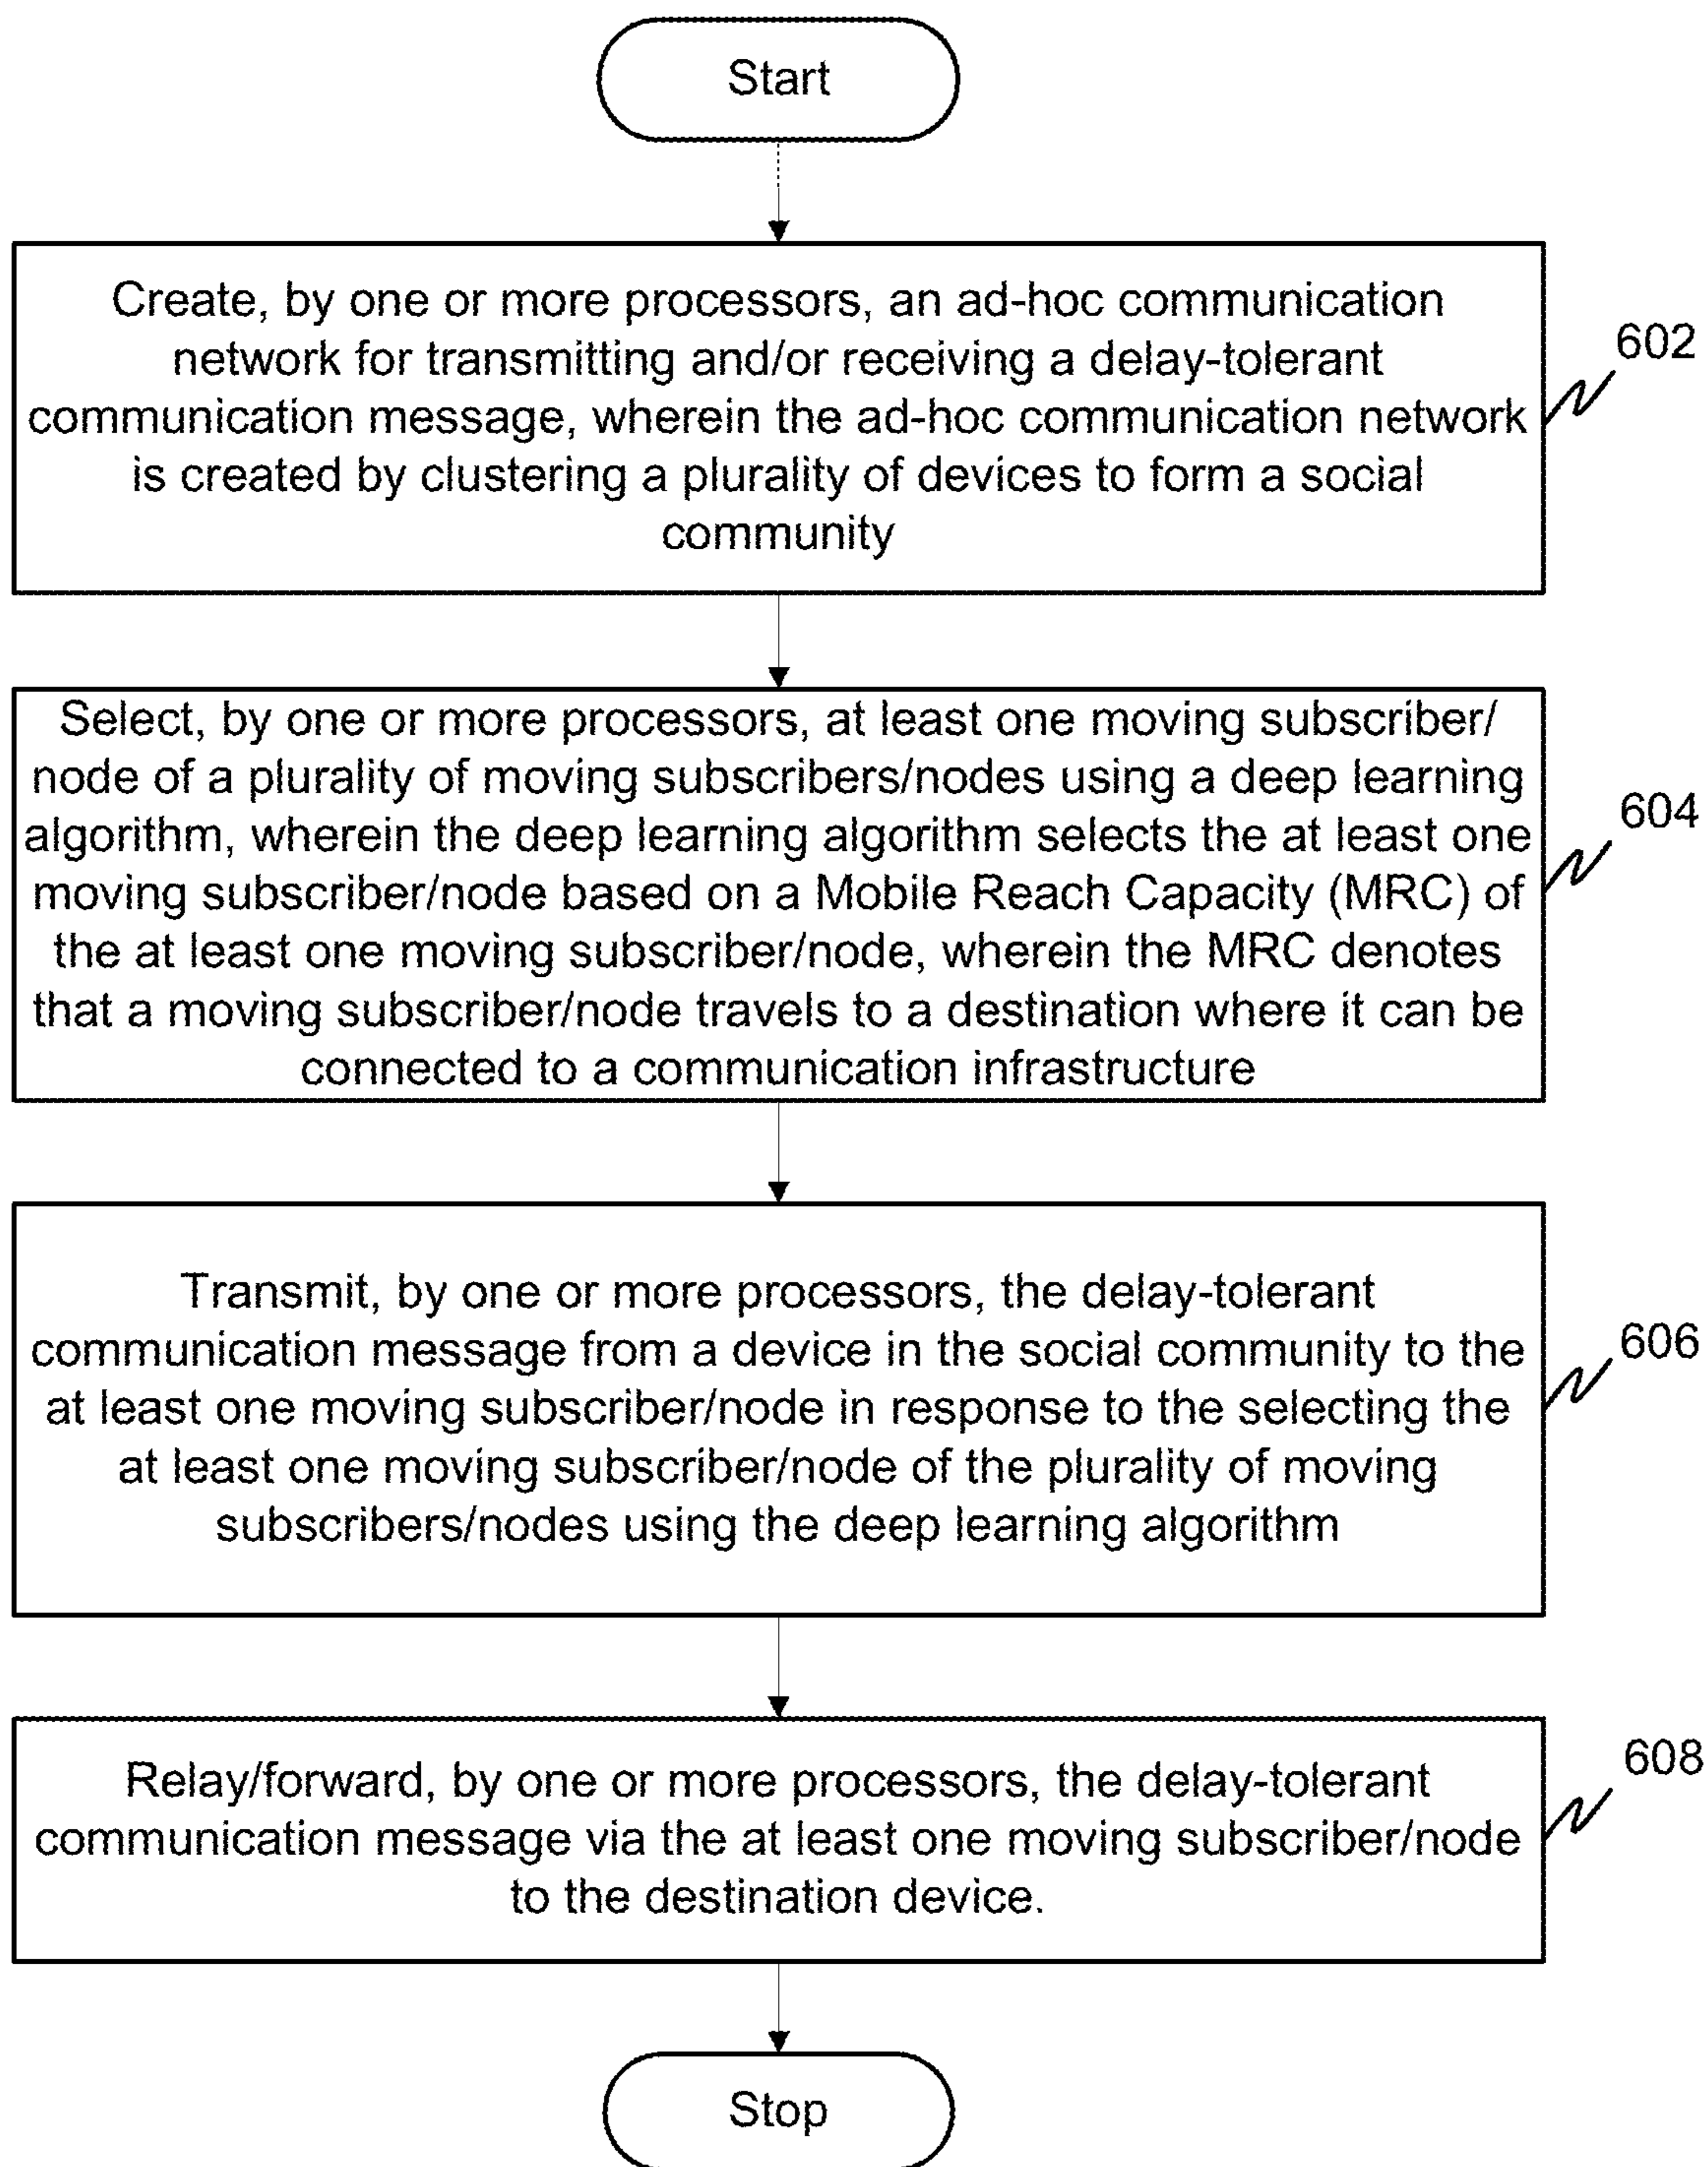 Start
Create, by one or more processors, an ad-hoc communication
network for transmitting and/or receiving a delay-tolerant
communication message, wherein the ad-hoc communication network
is created by clustering a plurality of devices to form a social
community
602
Select, by one or more processors, at least one moving subscriber/
node of a plurality of moving subscribers/nodes using a deep learning
algorithm, wherein the deep learning algorithm selects the at least one
moving subscriber/node based on a Mobile Reach Capacity (MRC) of
the at least one moving subscriber/node, wherein the MRC denotes
that a moving subscriber/node travels to a destination where it can be
connected to a communication infrastructure
604
Transmit, by one or more processors, the delay-tolerant
communication message from a device in the social community to the
at least one moving subscriber/node in response to the selecting the
at least one moving subscriber/node of the plurality of moving
subscribers/nodes using the deep learning algorithm
606
Relay/forward, by one or more processors, the delay-tolerant
communication message via the at least one moving subscriber/node
to the destination device.
608
Stop